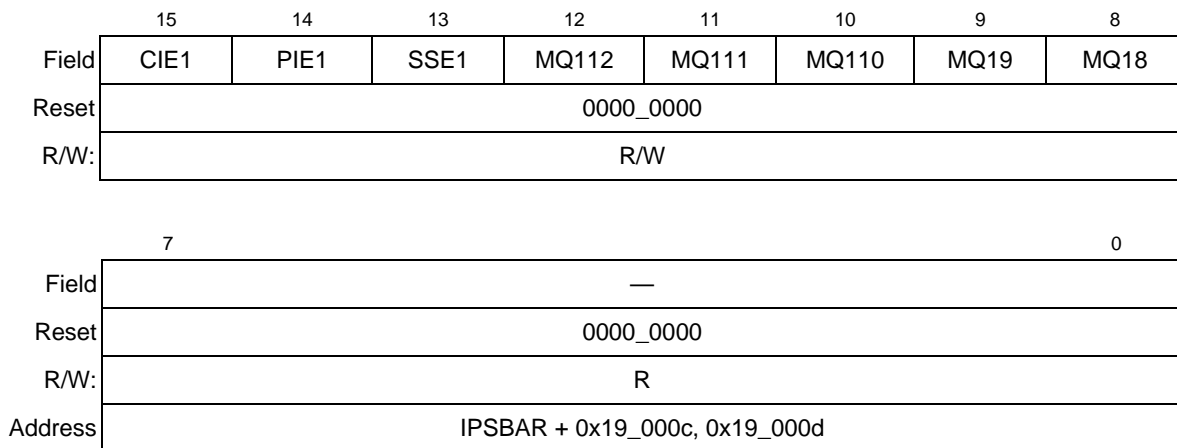 15 14 13 12 11 10 9 8
Field CIE1 PIE1 SSE1 MQ112 MQ111 MQ110 MQ19 MQ18
Reset 0000_0000
R/W: R/W
7 0
Field —
Reset 0000_0000
R/W: R
Address IPSBAR + 0x19_000c, 0x19_000d